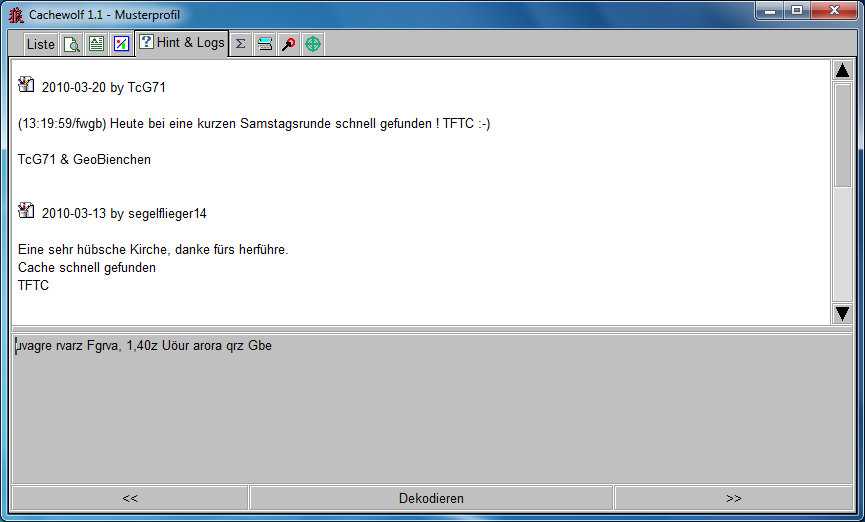 Cachewolf 1.1 - Musterprofil
Liste
Hint & Logs
2010-03-20 by TcG71
(13:19:59/fwgb) Heute bei eine kurzen Samstagsrunde schnell gefunden ! TFTC :-)
TcG71 & GeoBienchen
2010-03-13 by segelflieger14
Eine sehr hübsche Kirche, danke fürs herführe.
Cache schnell gefunden
TFTC
rvarz Fgrva, 1,40z Uöur arora qrz Gbe
<<
Dekodieren
>>